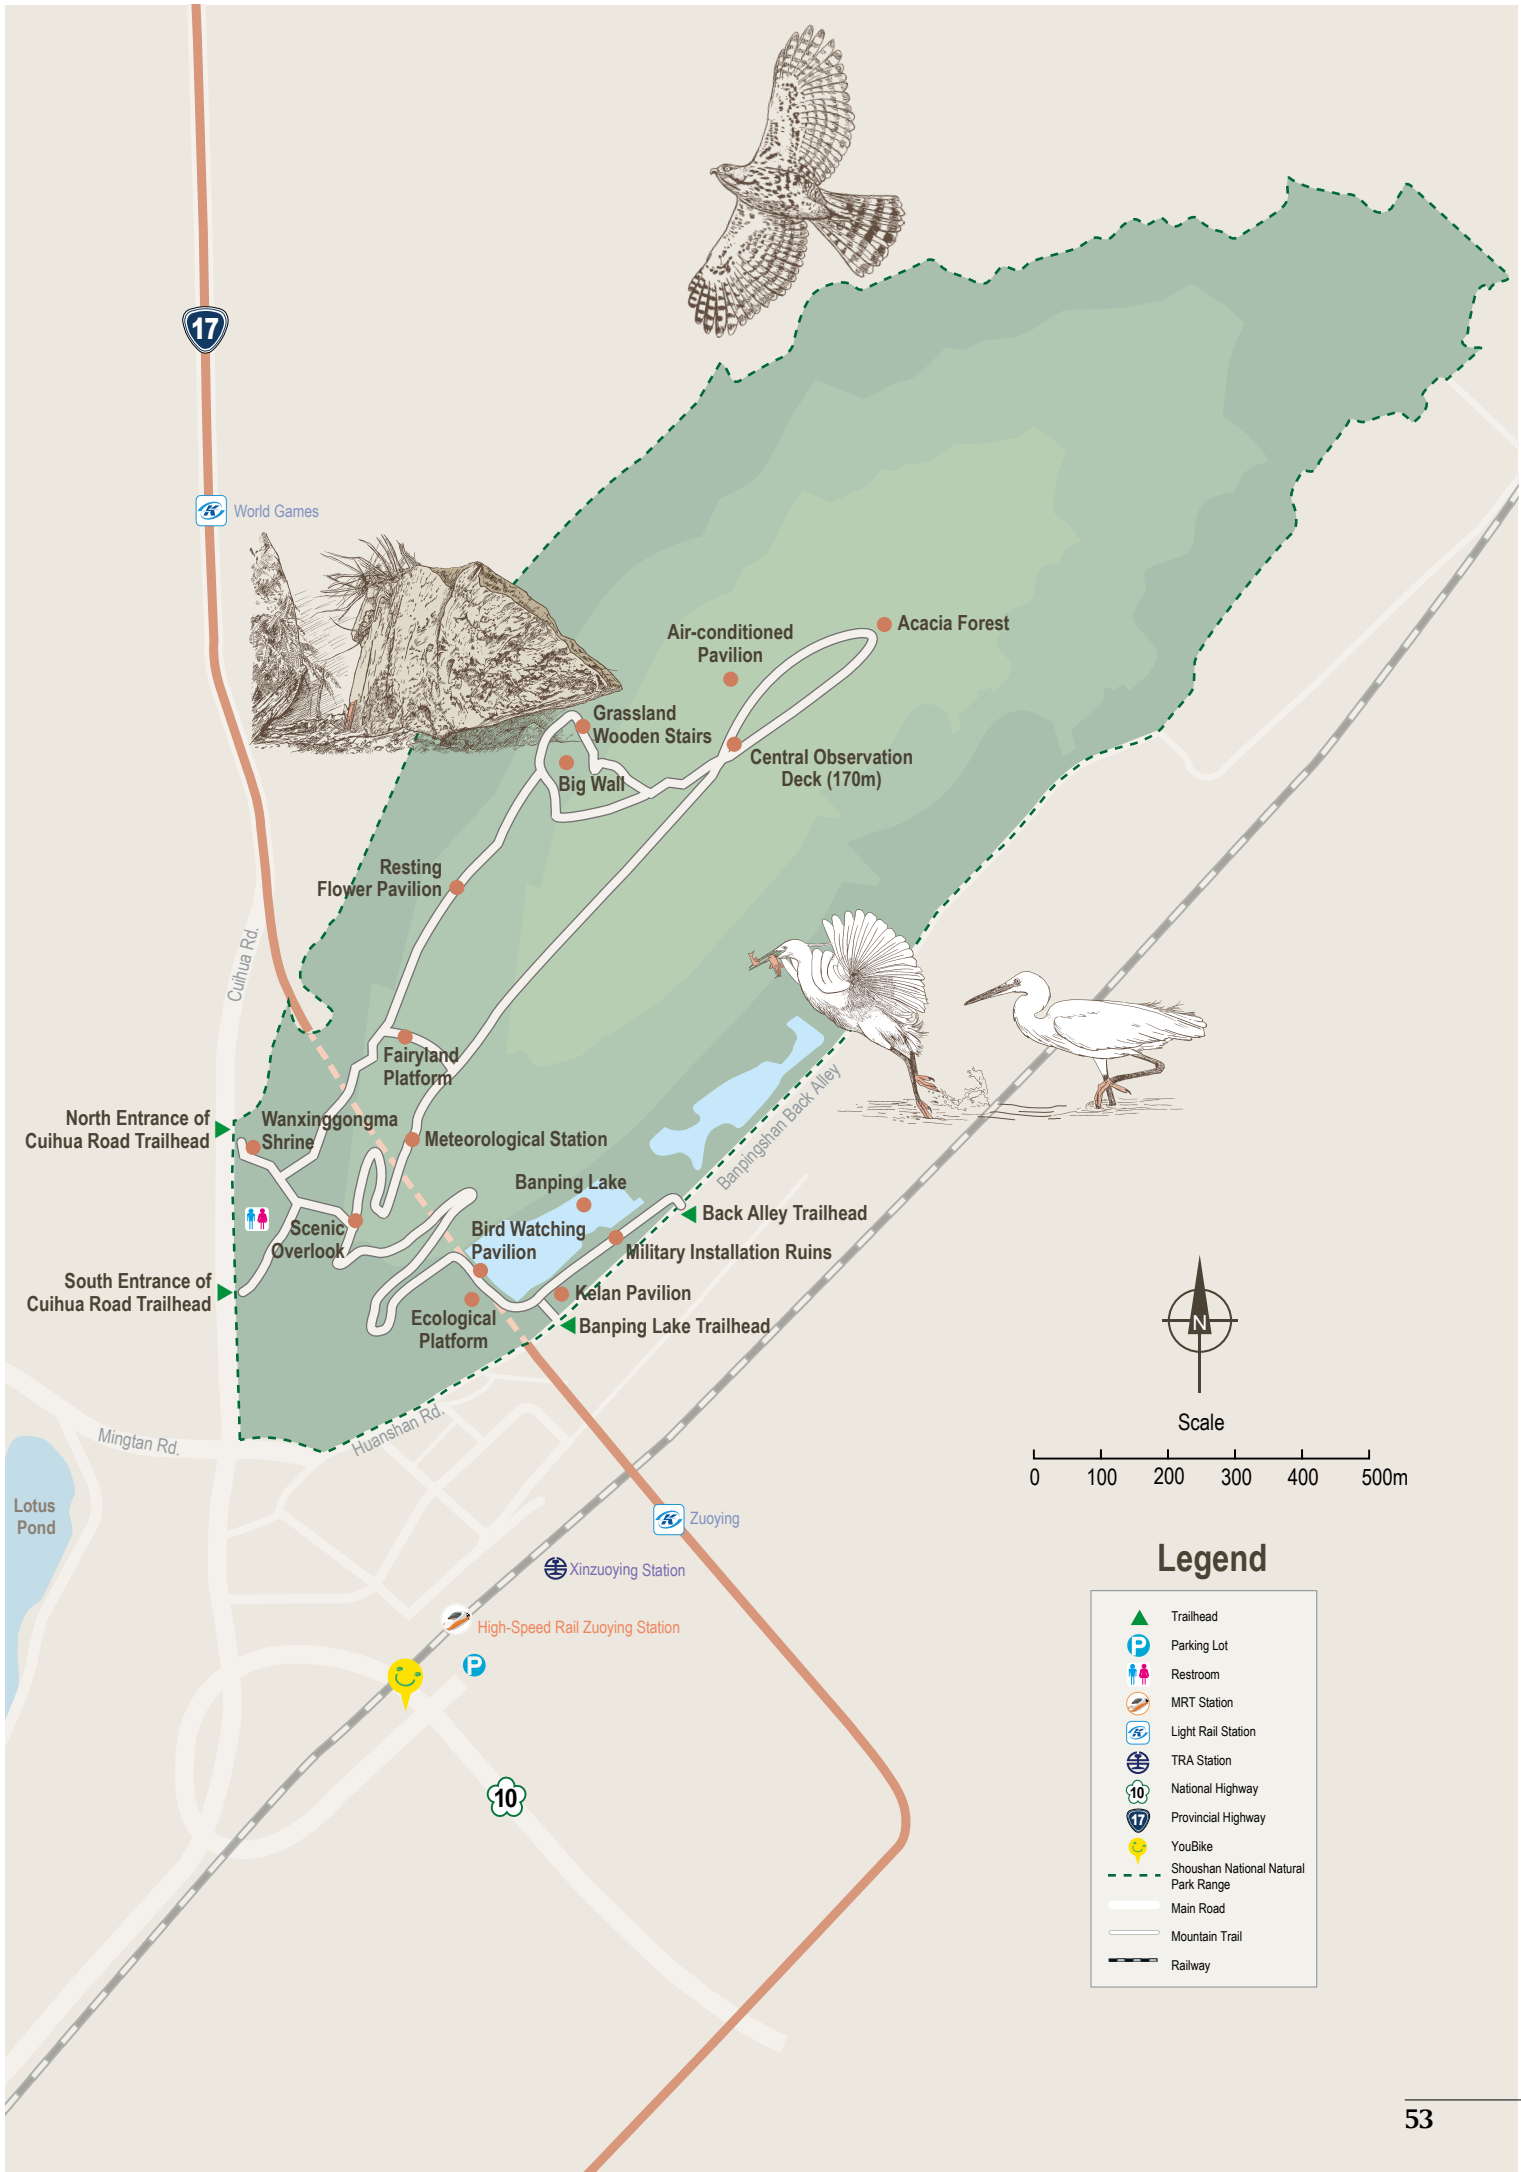 17
World Games
Air-conditioned
Pavilion
Acacia Forest
Grassland
Wooden Stairs
Big Wall
Central Observation
Deck (170m)
Resting
Flower Pavilion
Cuihua Rd.
Fairyland
Platform
North Entrance of
Cuihua Road Trailhead
Wanxinggongma
Shrine
Meteorological Station
Banpingshan Back Alley
Banping Lake
Back Alley Trailhead
Scenic
Overlook
Bird Watching
Pavilion
Military Installation Ruins
South Entrance of
Cuihua Road Trailhead
Kelan Pavilion
Ecological
Platform
Banping Lake Trailhead
N
Mingtan Rd.
Huanshan Rd.
Scale
0 100 200 300 400 500m
Lotus
Pond
Zuoying
Xinzuoying Station
High-Speed Rail Zuoying Station
P
10
Legend
Trailhead
P Parking Lot
Restroom
MRT Station
Light Rail Station
TRA Station
10 National Highway
17 Provincial Highway
YouBike
Shoushan National Natural
Park Range
Main Road
Mountain Trail
Railway
53